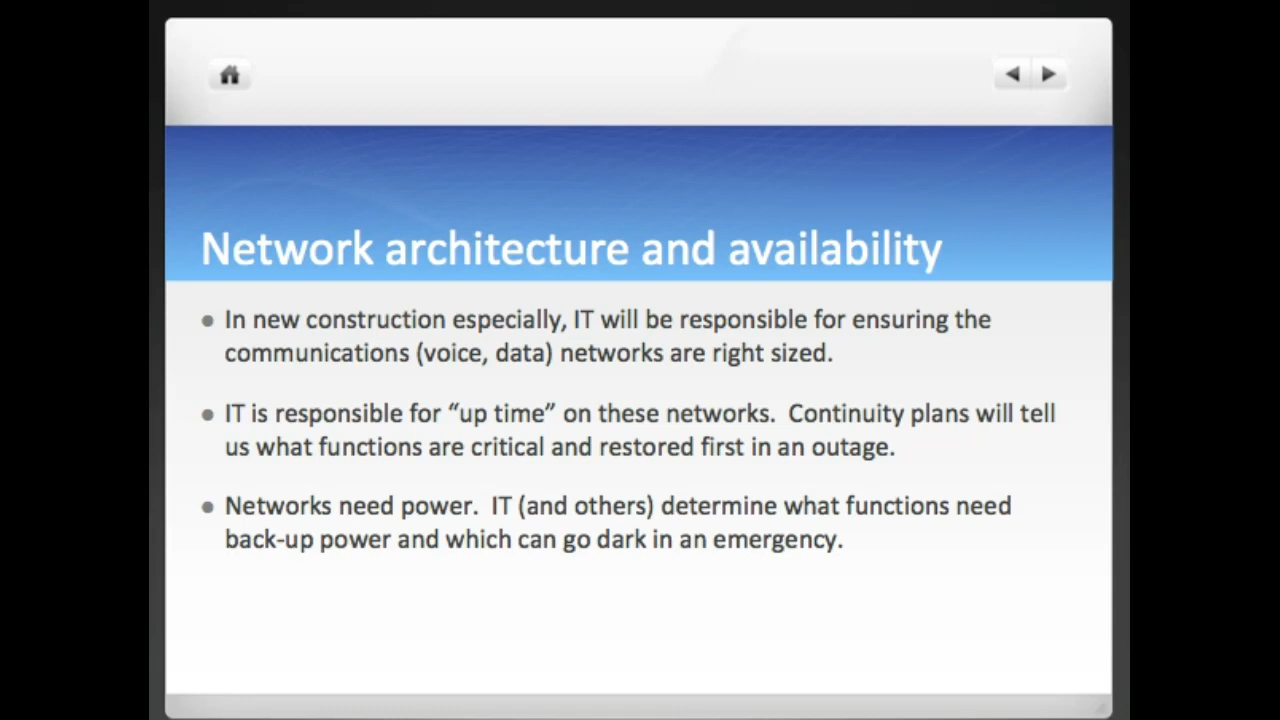 Network architecture and availability
• In new construction especially, IT will be responsible for ensuring the
communications (voice, data) networks are right sized.
• IT is responsible for “up time” on these networks.  Continuity plans will tell
us what functions are critical and restored first in an outage.
• Networks need power.  IT (and others) determine what functions need
back-up power and which can go dark in an emergency.